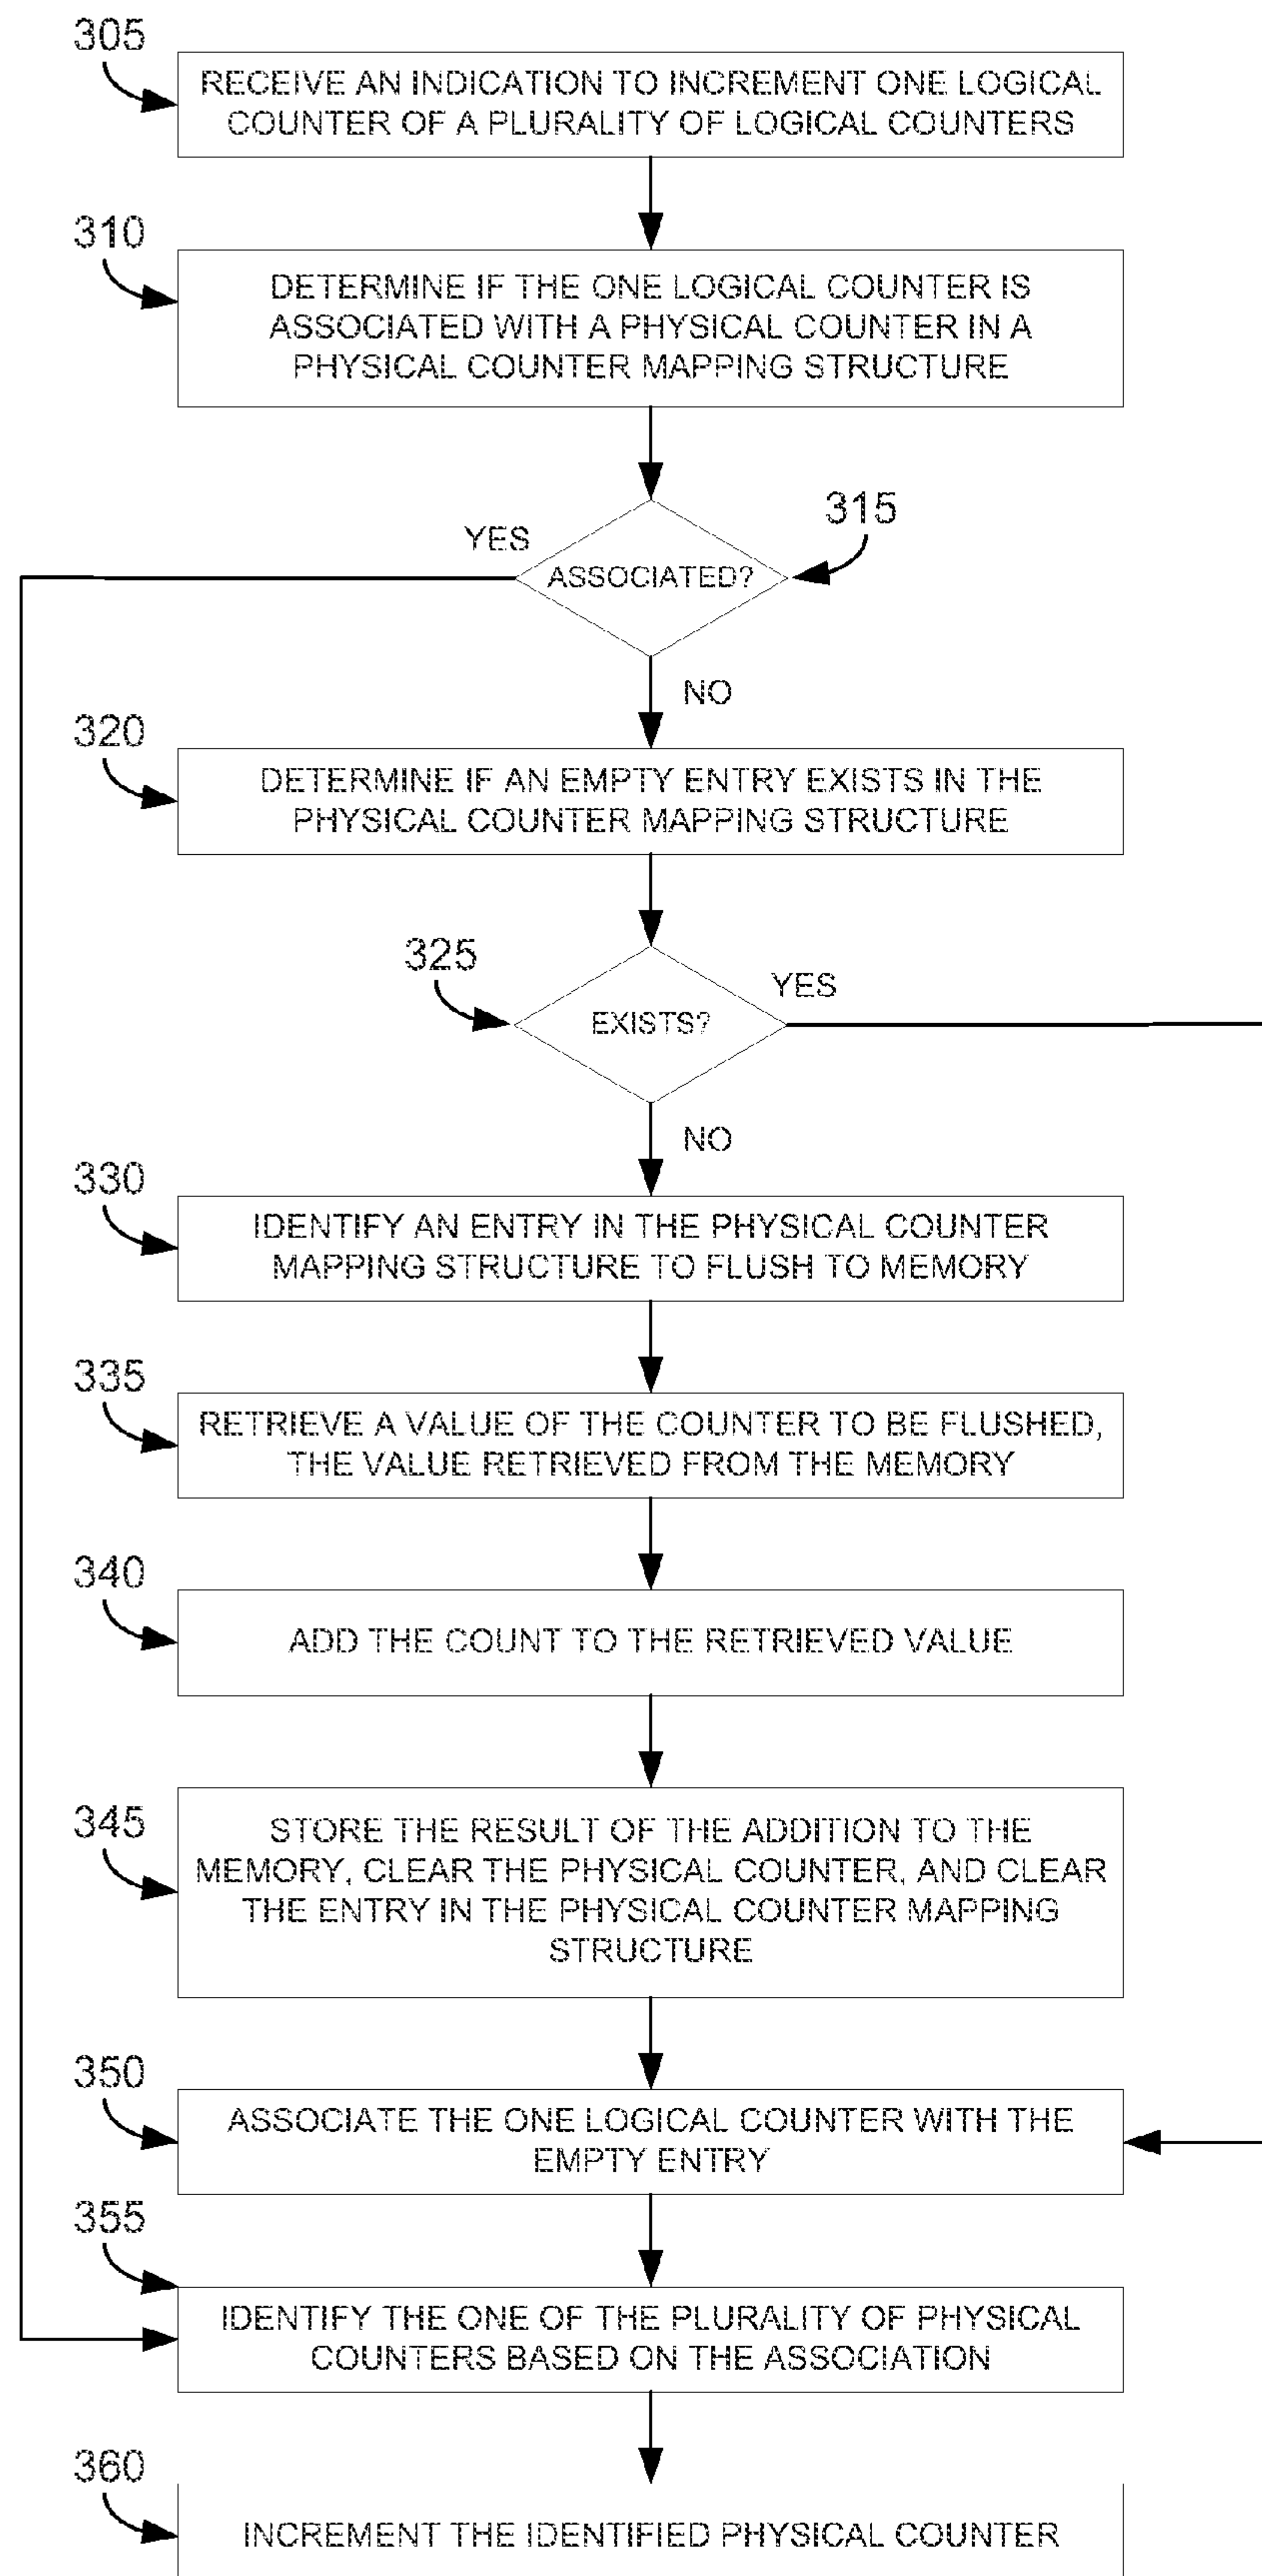 305
RECEIVE AN INDICATION TO INCREMENT ONE LOGICAL
COUNTER OF A PLURALITY OF LOGICAL COUNTERS
310
DETERMINE IF THE ONE LOGICAL COUNTER IS
ASSOCIATED WITH A PHYSICAL COUNTER IN A
PHYSICAL COUNTER MAPPING STRUCTURE
315
YES
ASSOCIATED?
NO
320
DETERMINE IF AN EMPTY ENTRY EXISTS IN THE
PHYSICAL COUNTER MAPPING STRUCTURE
325
YES
EXISTS?
NO
330
IDENTIFY AN ENTRY IN THE PHYSICAL COUNTER
MAPPING STRUCTURE TO FLUSH TO MEMORY
335
RETRIEVE A VALUE OF THE COUNTER TO BE FLUSHED,
THE VALUE RETRIEVED FROM THE MEMORY
340
ADD THE COUNT TO THE RETRIEVED VALUE
345
STORE THE RESULT OF THE ADDITION TO THE
MEMORY, CLEAR THE PHYSICAL COUNTER, AND CLEAR
THE ENTRY IN THE PHYSICAL COUNTER MAPPING
STRUCTURE
350
ASSOCIATE THE ONE LOGICAL COUNTER WITH THE
EMPTY ENTRY
355
IDENTIFY THE ONE OF THE PLURALITY OF PHYSICAL
COUNTERS BASED ON THE ASSOCIATION
360
INCREMENT THE IDENTIFIED PHYSICAL COUNTER